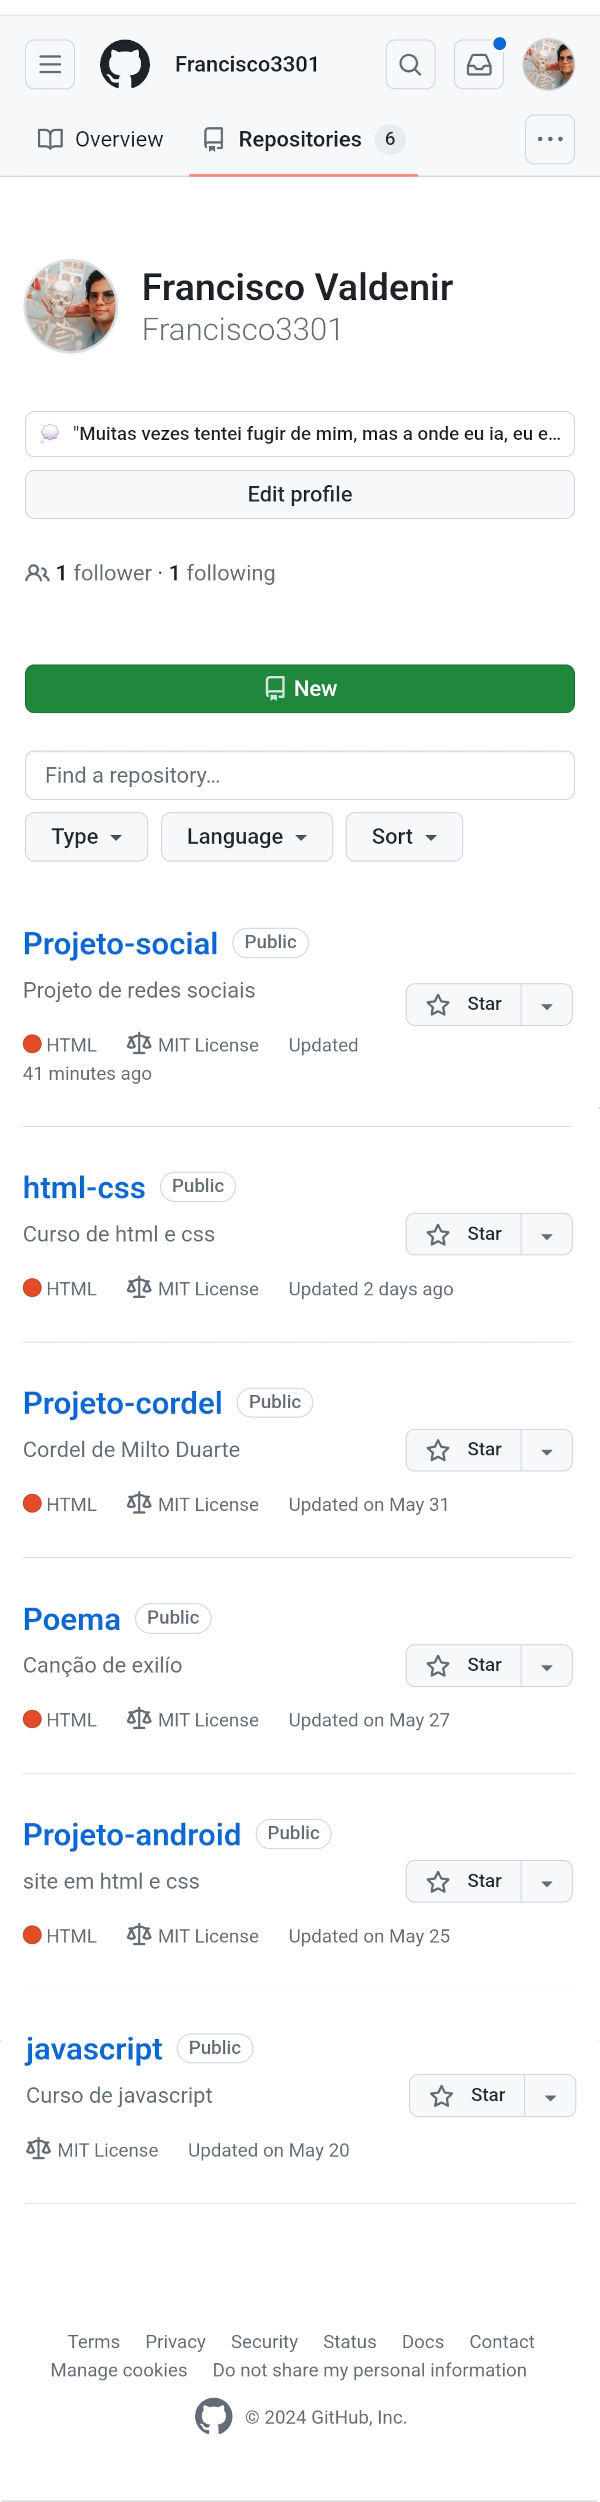 Francisco3301
Overview Repositories 6
Francisco Valdenir
Francisco3301
"Muitas vezes tentei fugir de mim, mas a onde eu ia, eu e...
Edit profile
1 follower · 1 following
New
Find a repository...
Type Language Sort
Projeto-social Public
Projeto de redes sociais
Star
HTML MIT License Updated
41 minutes ago
html-css Public
Curso de html e css
Star
HTML MIT License Updated 2 days ago
Projeto-cordel Public
Cordel de Milto Duarte
Star
HTML MIT License Updated on May 31
Poema Public
Canção de exilío
Star
HTML MIT License Updated on May 27
Projeto-android Public
site em html e css
Star
HTML MIT License Updated on May 25
javascript Public
Curso de javascript
Star
MIT License Updated on May 20
Terms Privacy Security Status Docs Contact
Manage cookies Do not share my personal information
© 2024 GitHub, Inc.